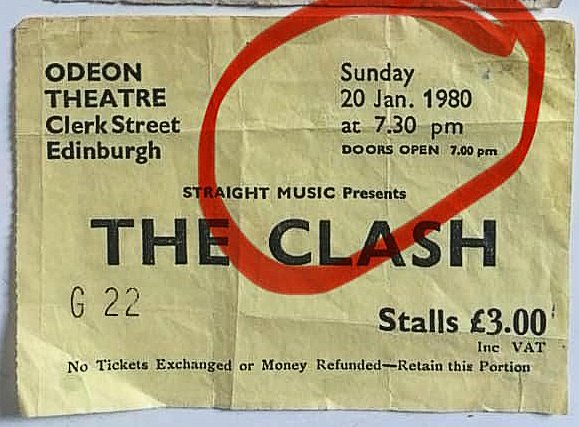 ODEON
THEATRE
Clerk Street
Edinburgh
Sunday
20 Jan. 1980
at 7.30 pm
DOORS OPEN 7.00 pm
STRAIGHT MUSIC Presents
THE CLASH
G 22
Stalls £3.00
Inc VAT
No Tickets Exchanged or Money Refunded—Retain this Portion